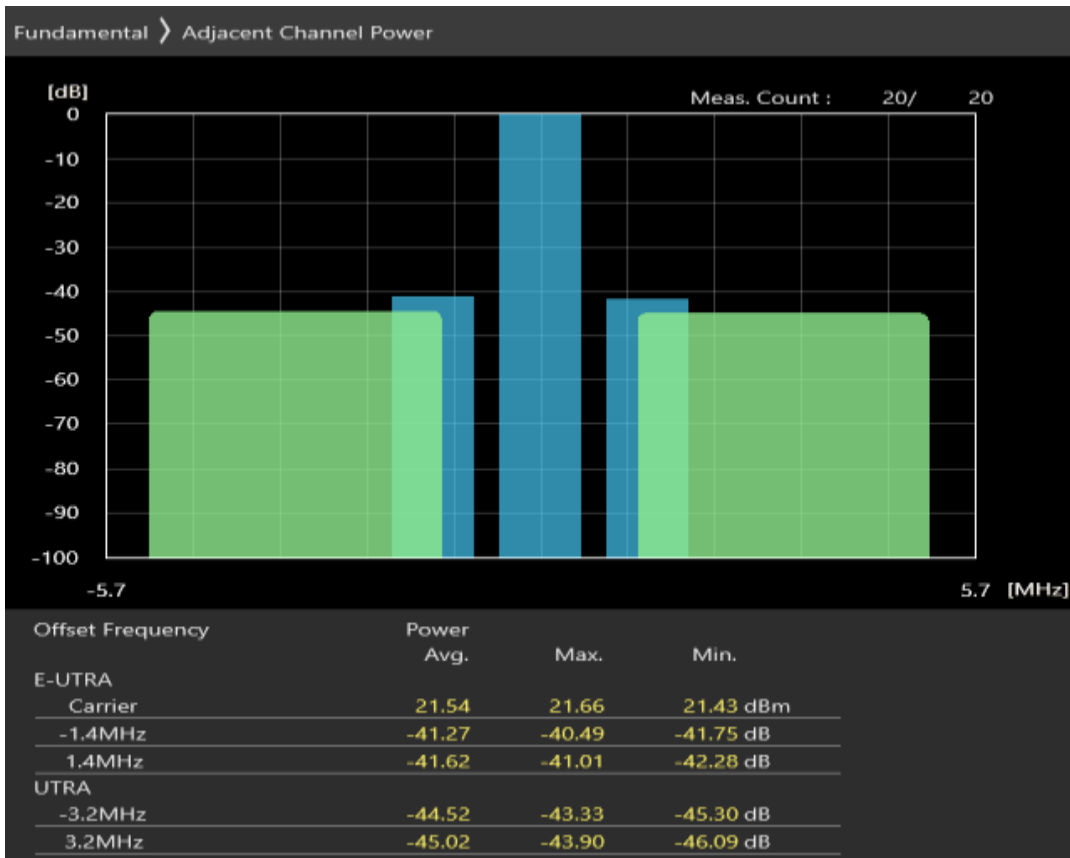 Fundamental 〉 Adjacent Channel Power
[dB]
Meas. Count : 20/ 20
0
-10
-20
-30
-40
-50
-60
-70
-80
-90
-100
-5.7 5.7 [MHz]
Offset Frequency Power
Avg. Max. Min.
E-UTRA
Carrier 21.54 21.66 21.43 dBm
-1.4MHz -41.27 -40.49 -41.75 dB
1.4MHz -41.62 -41.01 -42.28 dB
UTRA
-3.2MHz -44.52 -43.33 -45.30 dB
3.2MHz -45.02 -43.90 -46.09 dB